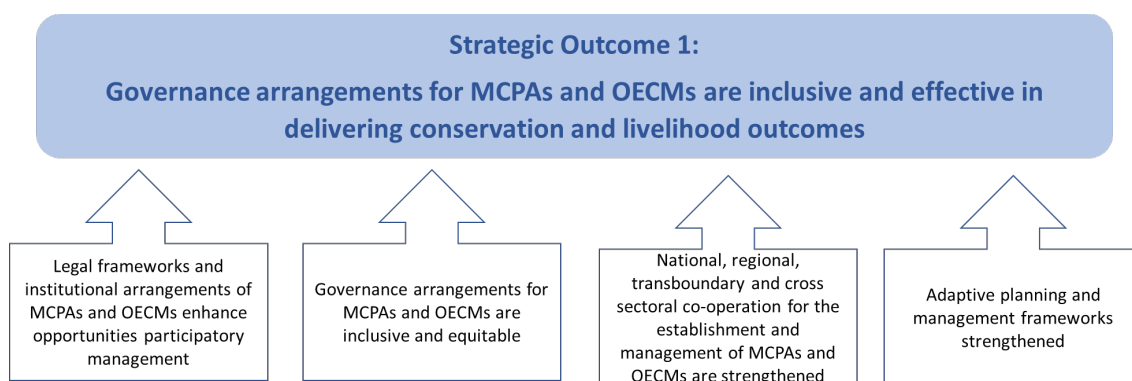 Strategic Outcome 1:
Governance arrangements for MCPAs and OECMs are inclusive and effective in
delivering conservation and livelihood outcomes
Legal frameworks and
institutional arrangements of
MCPAs and OECMs enhance
opportunities participatory
management
Governance arrangements for
MCPAs and OECMs are
inclusive and equitable
National, regional,
transboundary and cross
sectoral co-operation for the
establishment and
management of MCPAs and
OECMs are strengthened
Adaptive planning and
management frameworks
strengthened